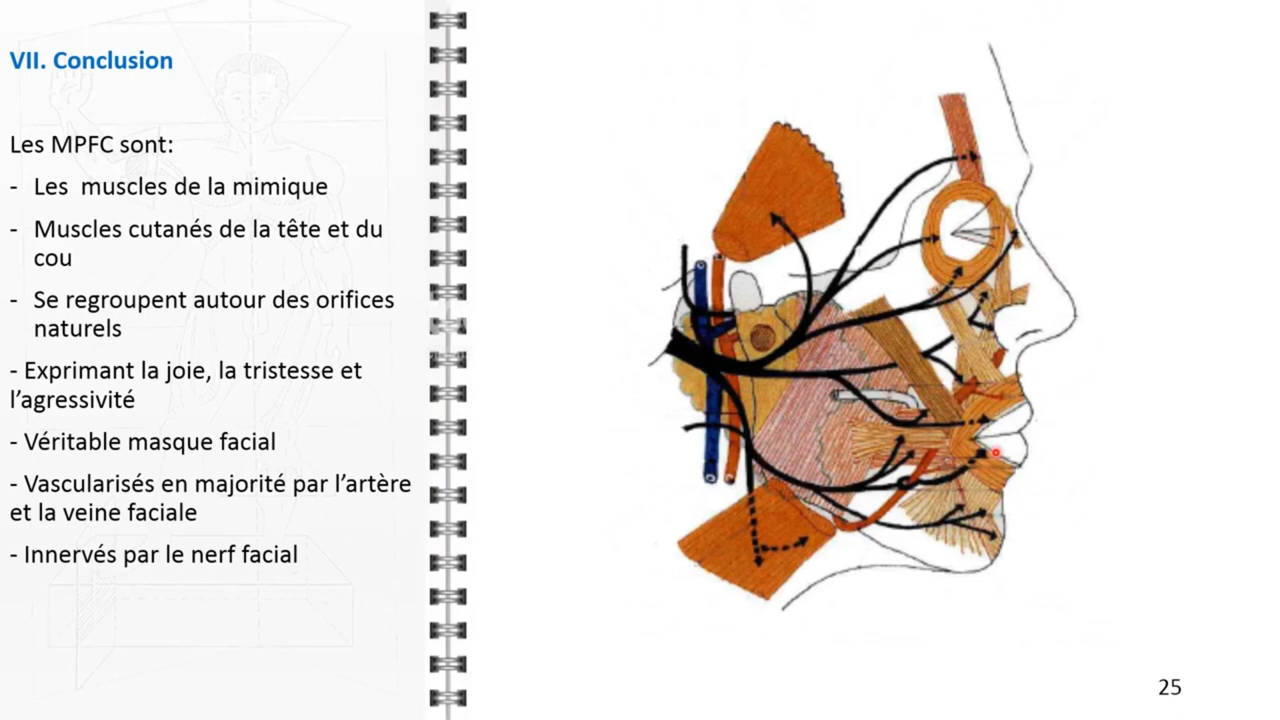 VII. Conclusion
Les MPFC sont:
- Les muscles de la mimique
- Muscles cutanés de la tête et du
cou
- Se regroupent autour des orifices
naturels
- Exprimant la joie, la tristesse et
l'agressivité
- Véritable masque facial
- Vascularisés en majorité par l'artère
et la veine faciale
- Innervés par le nerf facial
25